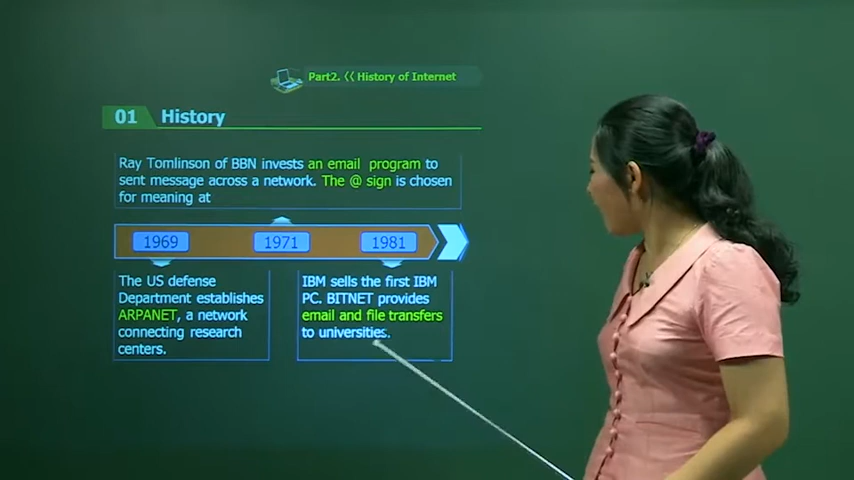 Part2. 《 History of Internet
01 History
Ray Tomlinson of BBN invests an email program to
sent message across a network. The @ sign is chosen
for meaning at
1969 1971 1981
The US defense
Department establishes
ARPANET, a network
connecting research
centers.
IBM sells the first IBM
PC. BITNET provides
email and file transfers
to universities.